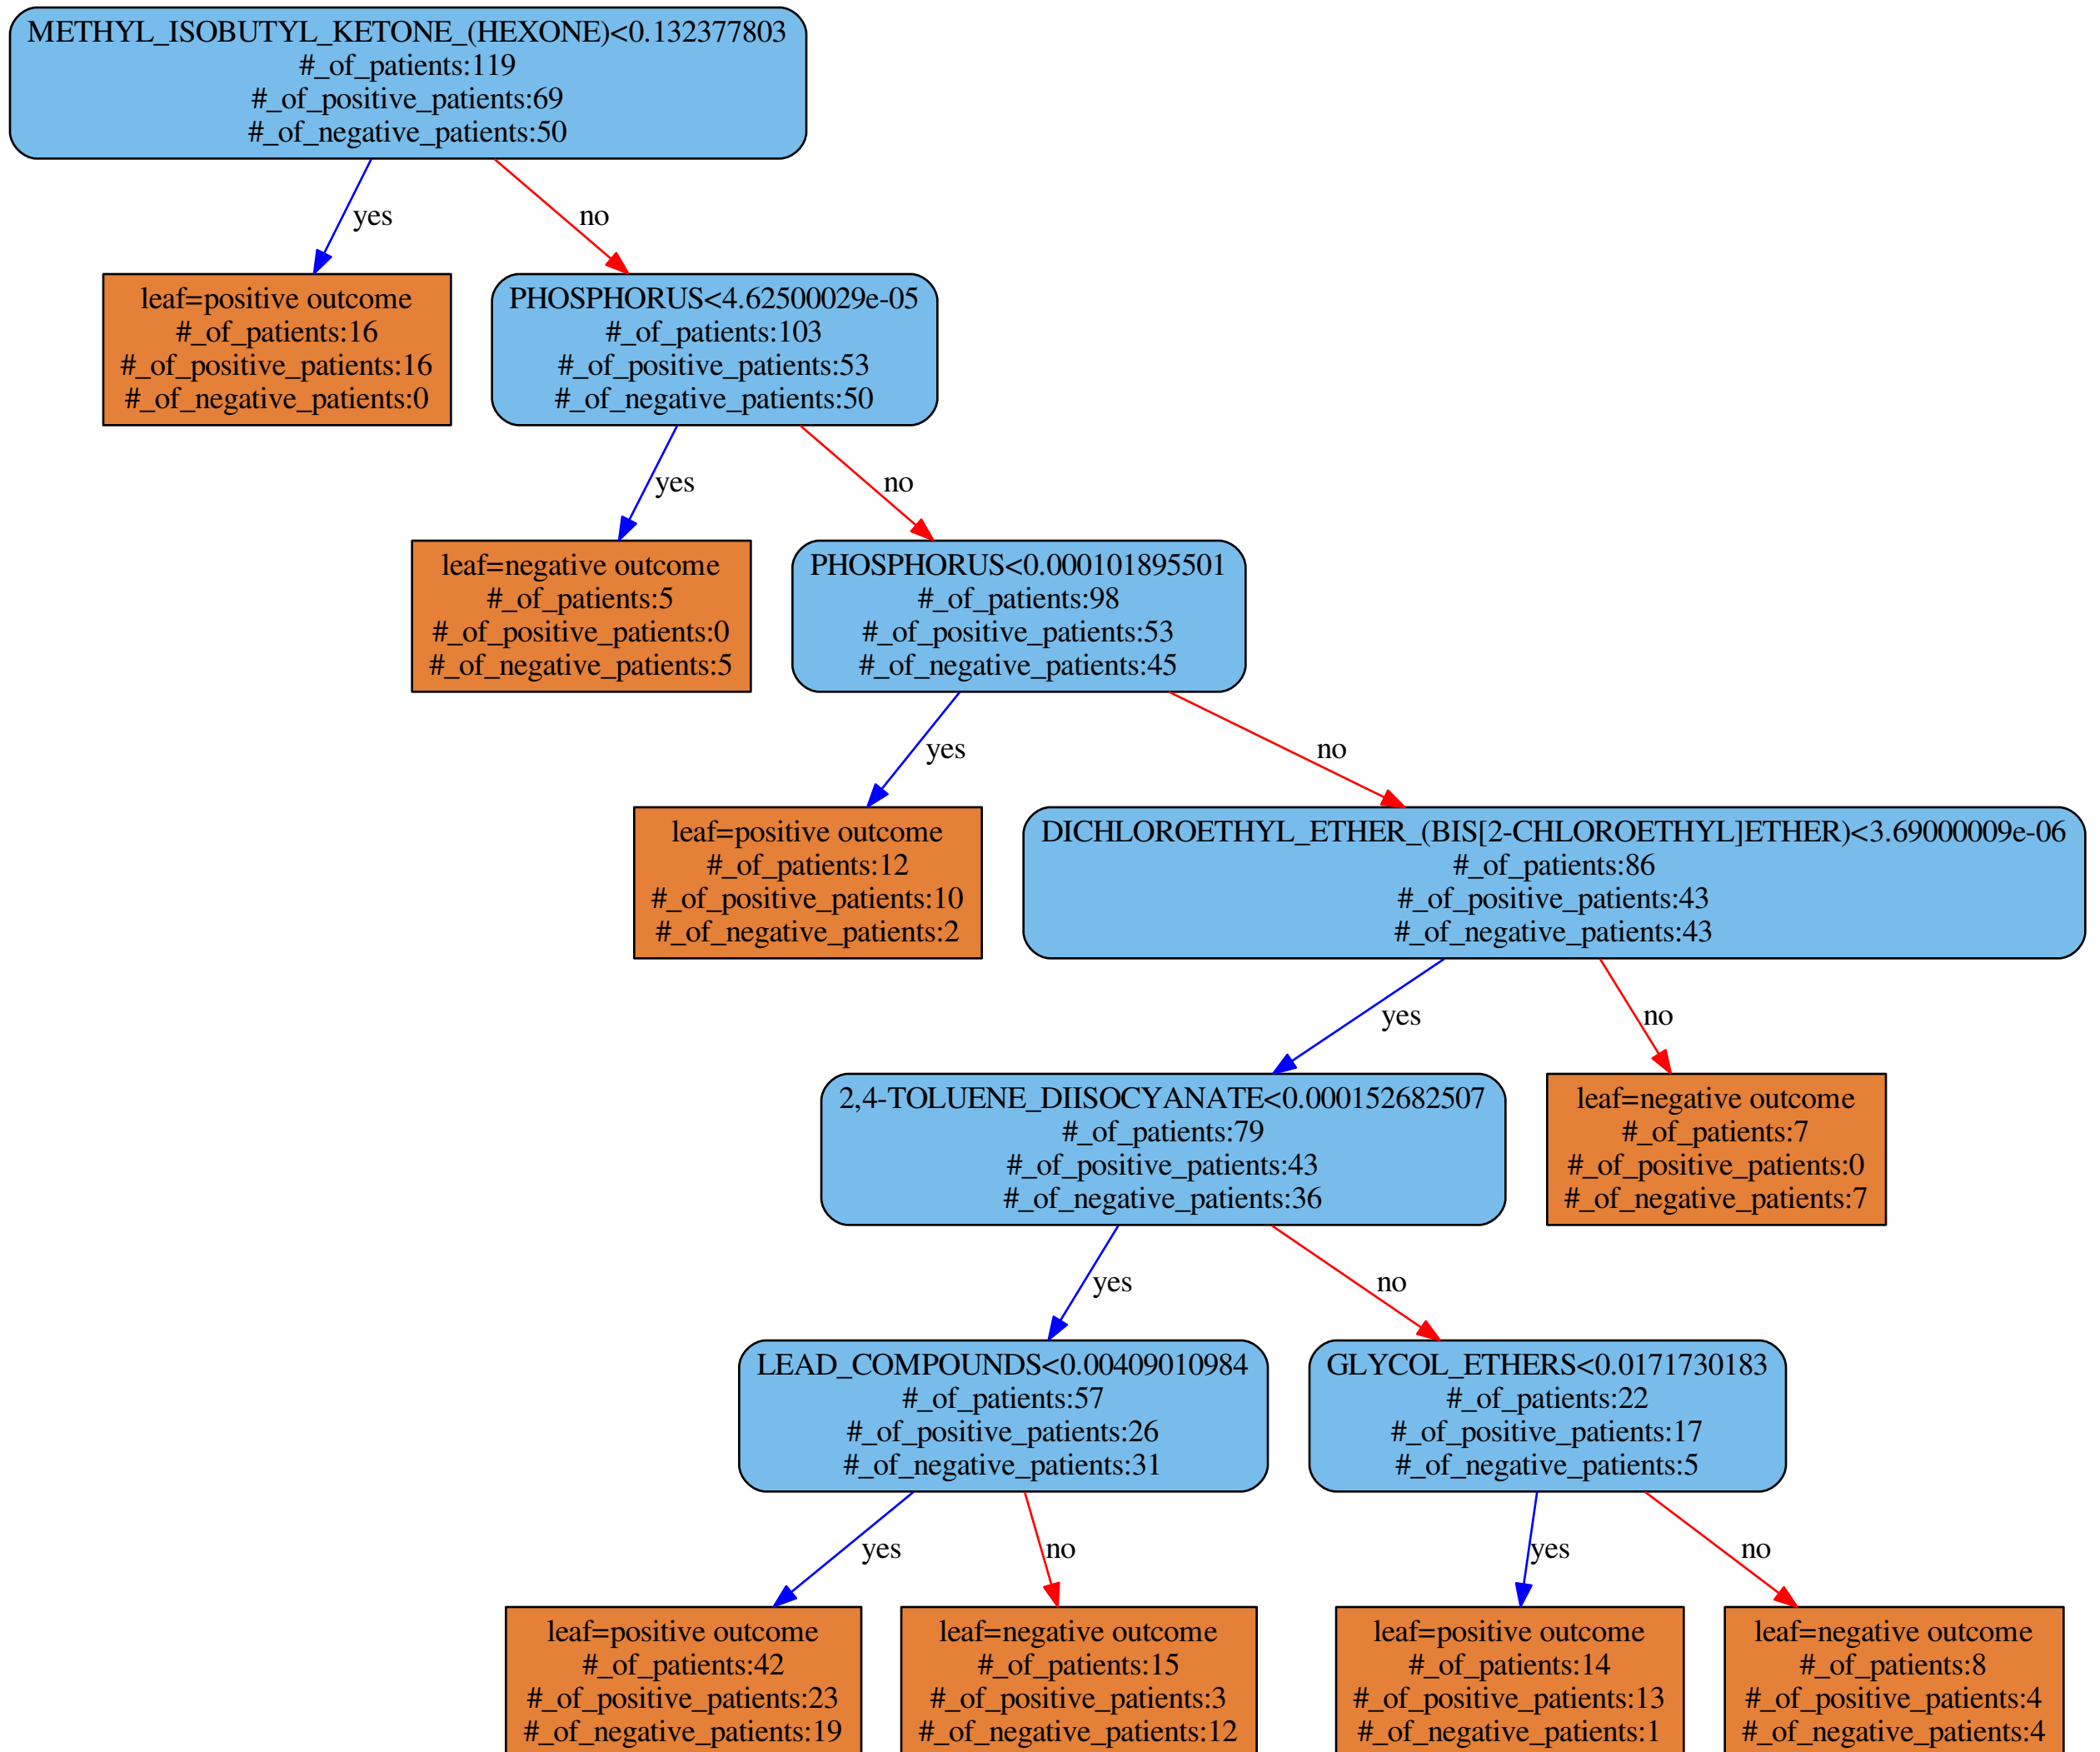 METHYL_ISOBUTYL_KETONE_(HEXONE)<0.132377803
#_of_patients:119
#_of_positive_patients:69
#_of_negative_patients:50
yes
no
leaf=positive outcome
#_of_patients:16
#_of_positive_patients:16
#_of_negative_patients:0
PHOSPHORUS<4.62500029e-05
#_of_patients:103
#_of_positive_patients:53
#_of_negative_patients:50
yes
no
leaf=negative outcome
#_of_patients:5
#_of_positive_patients:0
#_of_negative_patients:5
PHOSPHORUS<0.000101895501
#_of_patients:98
#_of_positive_patients:53
#_of_negative_patients:45
yes
no
leaf=positive outcome
#_of_patients:12
#_of_positive_patients:10
#_of_negative_patients:2
DICHLOROETHYL_ETHER_(BIS[2-CHLOROETHYL]ETHER)<3.69000009e-06
#_of_patients:86
#_of_positive_patients:43
#_of_negative_patients:43
yes
no
2,4-TOLUENE_DIISOCYANATE<0.000152682507
#_of_patients:79
#_of_positive_patients:43
#_of_negative_patients:36
leaf=negative outcome
#_of_patients:7
#_of_positive_patients:0
#_of_negative_patients:7
yes
no
LEAD_COMPOUNDS<0.00409010984
#_of_patients:57
#_of_positive_patients:26
#_of_negative_patients:31
GLYCOL_ETHERS<0.0171730183
#_of_patients:22
#_of_positive_patients:17
#_of_negative_patients:5
yes
no
yes
no
leaf=positive outcome
#_of_patients:42
#_of_positive_patients:23
#_of_negative_patients:19
leaf=negative outcome
#_of_patients:15
#_of_positive_patients:3
#_of_negative_patients:12
leaf=positive outcome
#_of_patients:14
#_of_positive_patients:13
#_of_negative_patients:1
leaf=negative outcome
#_of_patients:8
#_of_positive_patients:4
#_of_negative_patients:4